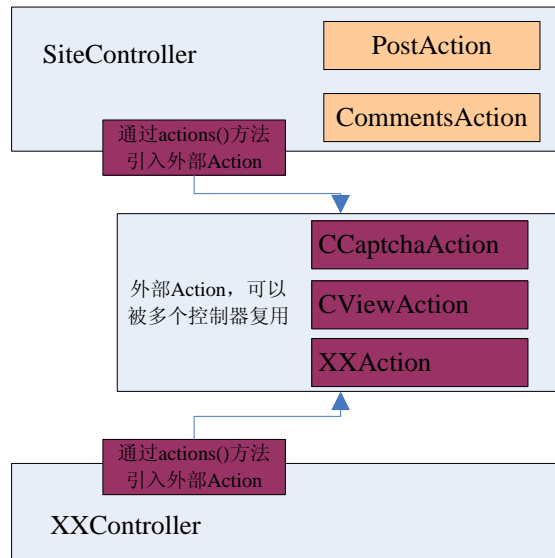 SiteController
PostAction
CommentsAction
通过actions()方法
引入外部Action
外部Action，可以
被多个控制器复用
CCaptchaAction
CViewAction
XXAction
通过actions()方法
引入外部Action
XXController